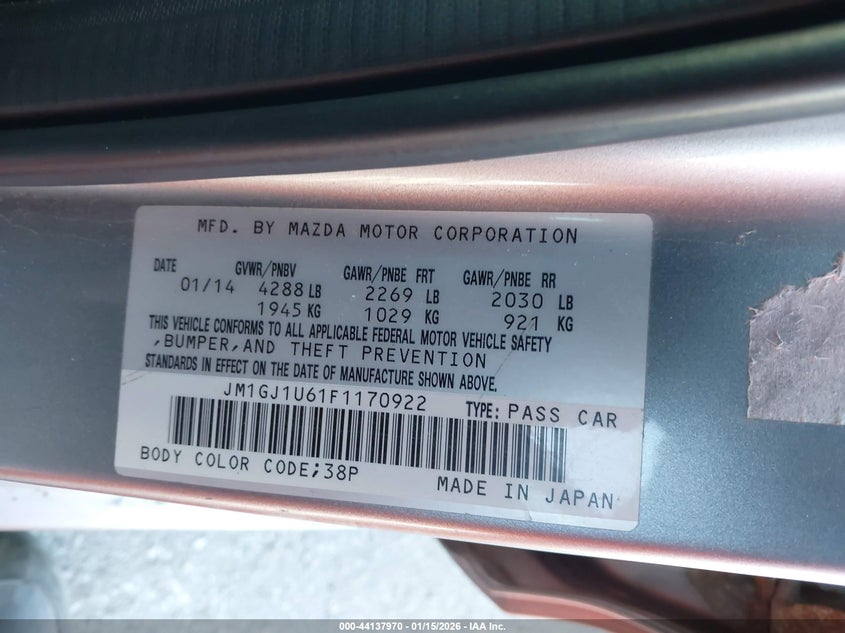 MFD. BY MAZDA MOTOR CORPORATION
DATE GVWR/PNBV GAWR/PNBE FRT GAWR/PNBE RR
01/14 4288 LB 2269 LB 2030 LB
1945 KG 1029 KG 921 KG
THIS VEHICLE CONFORMS TO ALL APPLICABLE FEDERAL MOTOR VEHICLE SAFETY
,BUMPER,AND THEFT PREVENTION
STANDARDS IN EFFECT ON THE DATE OF MANUFACTURE SHOWN ABOVE.
JM1GJ1U61F1170922 TYPE: PASS CAR
BODY COLOR CODE;38P
MADE IN JAPAN
000-44137970 - 01/15/2026 - IAA Inc.